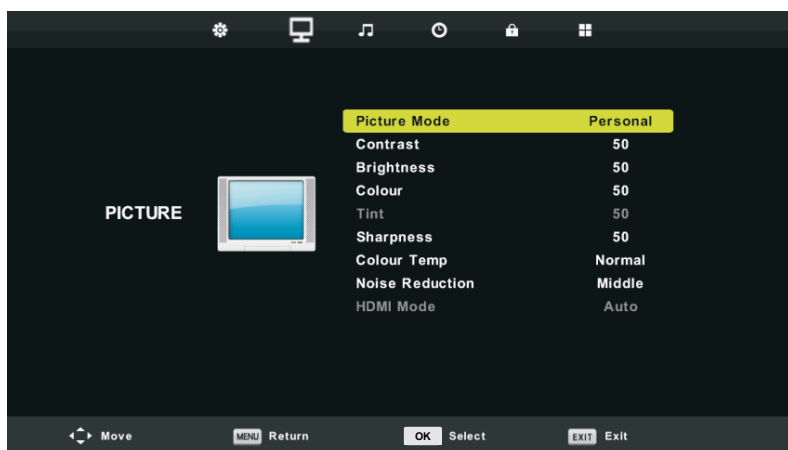 Picture Mode Personal
Contrast 50
Brightness 50
Colour 50
PICTURE
Tint 50
Sharpness 50
Colour Temp Normal
Noise Reduction Middle
HDMI Mode Auto
Move MENU Return OK Select EXIT Exit